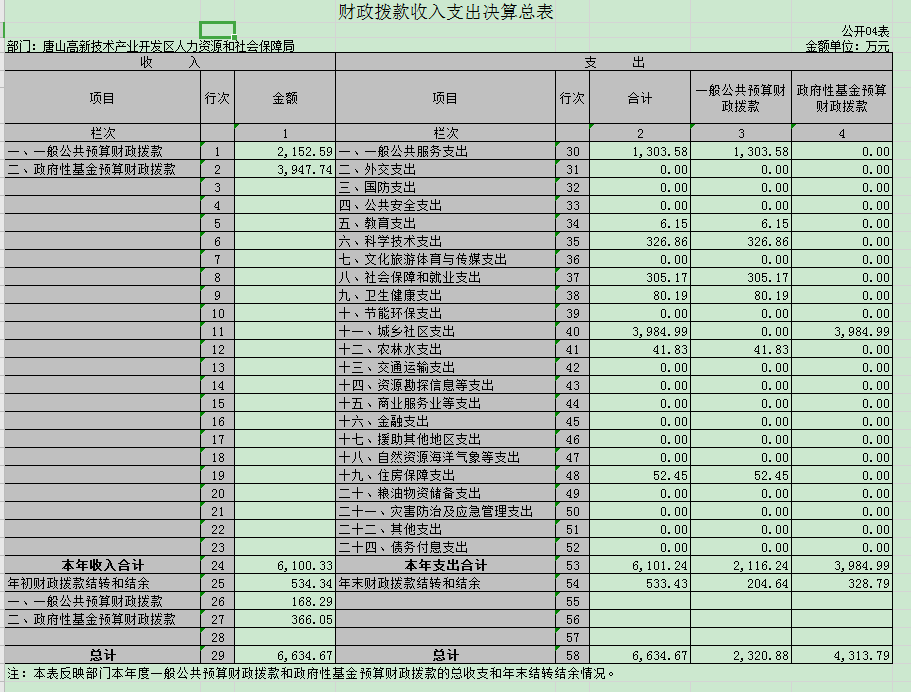 财政拨款收入支出决算总表
公开04表
部门：唐山高新技术产业开发区人力资源和社会保障局 金额单位：万元
收 入 支 出
项目 行次 金额 项目 行次 合计 一般公共预算财政拨款 政府性基金预算财政拨款
栏次 1 栏次 2 3 4
一、一般公共预算财政拨款 1 2,152.59 一、一般公共服务支出 30 1,303.58 1,303.58 0.00
二、政府性基金预算财政拨款 2 3,947.74 二、外交支出 31 0.00 0.00 0.00
3 三、国防支出 32 0.00 0.00 0.00
4 四、公共安全支出 33 0.00 0.00 0.00
5 五、教育支出 34 6.15 6.15 0.00
6 六、科学技术支出 35 326.86 326.86 0.00
7 七、文化旅游体育与传媒支出 36 0.00 0.00 0.00
8 八、社会保障和就业支出 37 305.17 305.17 0.00
9 九、卫生健康支出 38 80.19 80.19 0.00
10 十、节能环保支出 39 0.00 0.00 0.00
11 十一、城乡社区支出 40 3,984.99 0.00 3,984.99
12 十二、农林水支出 41 41.83 41.83 0.00
13 十三、交通运输支出 42 0.00 0.00 0.00
14 十四、资源勘探信息等支出 43 0.00 0.00 0.00
15 十五、商业服务业等支出 44 0.00 0.00 0.00
16 十六、金融支出 45 0.00 0.00 0.00
17 十七、援助其他地区支出 46 0.00 0.00 0.00
18 十八、自然资源海洋气象等支出 47 0.00 0.00 0.00
19 十九、住房保障支出 48 52.45 52.45 0.00
20 二十、粮油物资储备支出 49 0.00 0.00 0.00
21 二十一、灾害防治及应急管理支出 50 0.00 0.00 0.00
22 二十二、其他支出 51 0.00 0.00 0.00
23 二十四、债务付息支出 52 0.00 0.00 0.00
本年收入合计 24 6,100.33 本年支出合计 53 6,101.24 2,116.24 3,984.99
年初财政拨款结转和结余 25 534.34 年末财政拨款结转和结余 54 533.43 204.64 328.79
一、一般公共预算财政拨款 26 168.29 55
二、政府性基金预算财政拨款 27 366.05 56
28 57
总计 29 6,634.67 总计 58 6,634.67 2,320.88 4,313.79
注：本表反映部门本年度一般公共预算财政拨款和政府性基金预算财政拨款的总收支和年末结转结余情况。